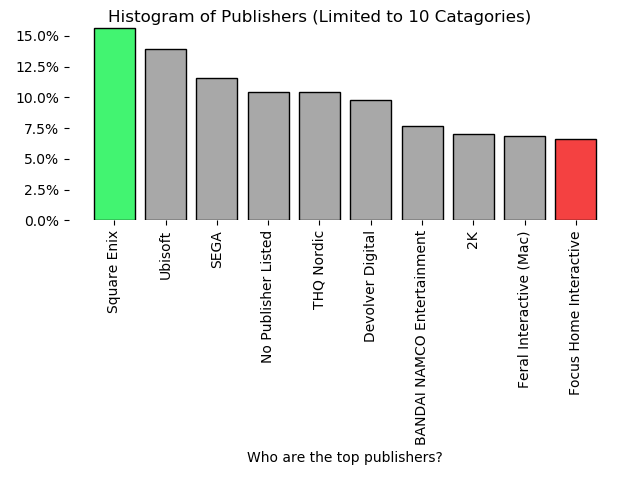 Histogram of Publishers (Limited to 10 Catagories)
15.0%
12.5%
10.0%
7.5%
5.0%
2.5%
0.0%
Square Enix
Ubisoft
SEGA
No Publisher Listed
THQ Nordic
Devolver Digital
BANDAI NAMCO Entertainment
2K
Feral Interactive (Mac)
Focus Home Interactive
Who are the top publishers?